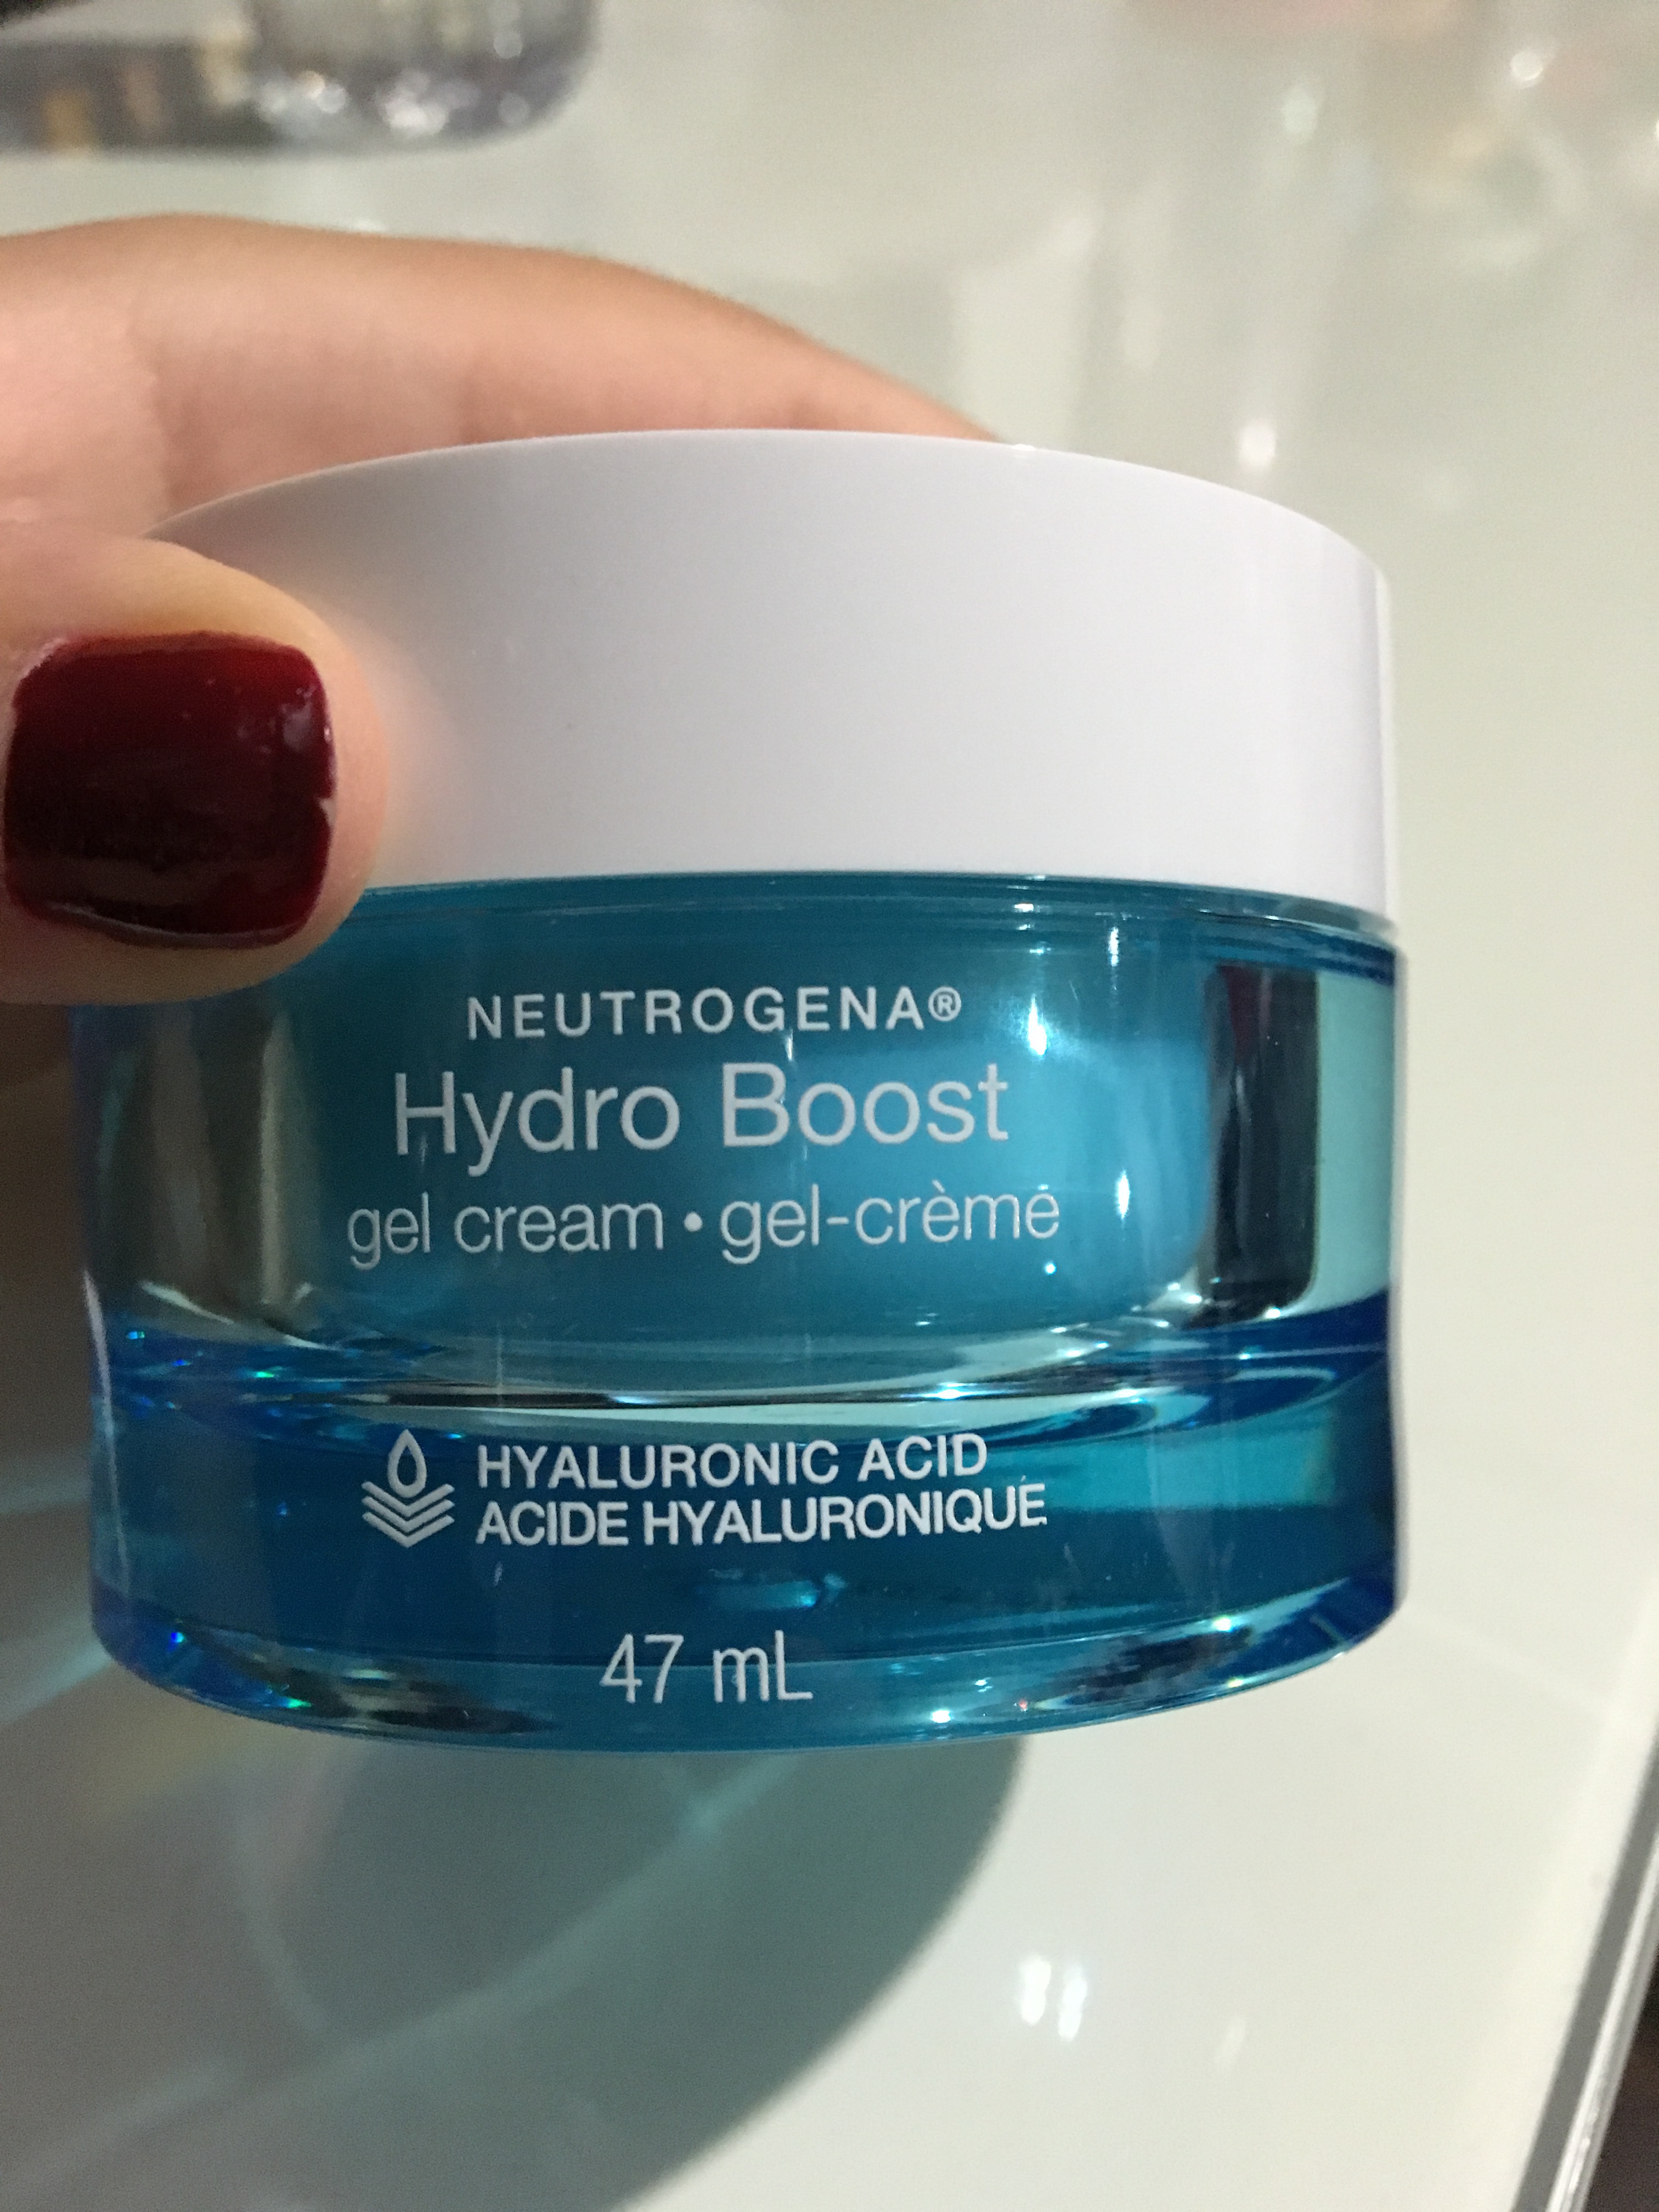 NEUTROGENA®
Hydro Boost
gel cream • gel-crème
HYALURONIC ACID
ACIDE HYALURONIQUE
47 mL